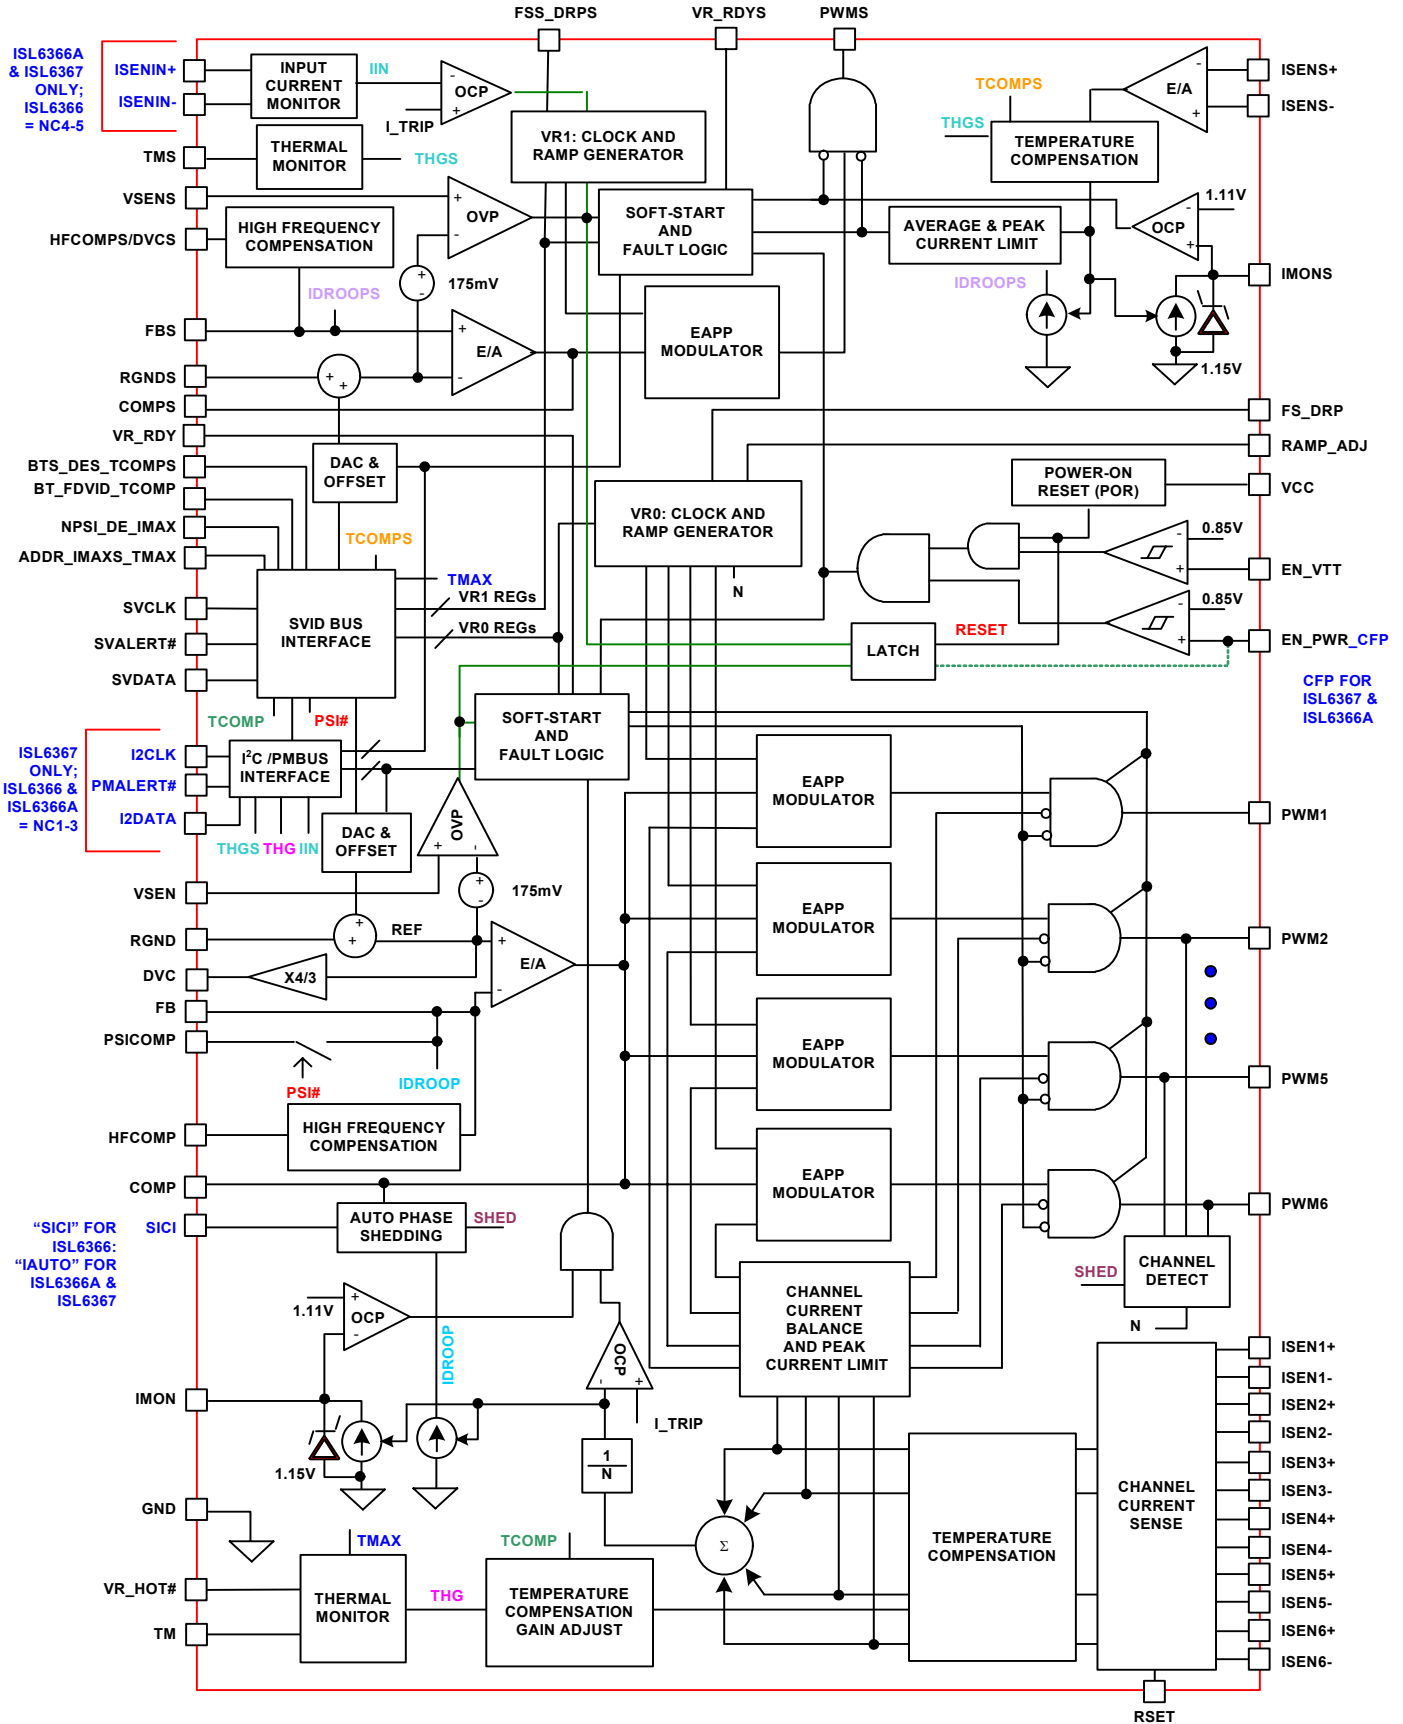 FSS_DRPS
VR_RDYS
PWMS
ISL6366A
& ISL6367
ONLY;
ISL6366
= NC4-5
ISENIN+
ISENIN-
INPUT
CURRENT
MONITOR
IIN
-
+
OCP
I_TRIP
VR1: CLOCK AND
RAMP GENERATOR
TCOMPS
THGS
TEMPERATURE
COMPENSATION
-
+
E/A
ISENS+
ISENS-
TMS
THERMAL
MONITOR
THGS
VSENS
HFCOMPS/DVCS
HIGH FREQUENCY
COMPENSATION
+
-
OVP
SOFT-START
AND
FAULT LOGIC
AVERAGE & PEAK
CURRENT LIMIT
1.11V
-
+
OCP
IMONS
+
-
175mV
IDROOPS
IDROOPS
1.15V
FBS
RGNDS
COMPS
VR_RDY
+
+
+
-
E/A
EAPP
MODULATOR
FS_DRP
RAMP_ADJ
VCC
BTS_DES_TCOMPS
BT_FDVID_TCOMP
NPSI_DE_IMAX
ADDR_IMAXS_TMAX
DAC &
OFFSET
VR0: CLOCK AND
RAMP GENERATOR
N
POWER-ON
RESET (POR)
-
+
0.85V
EN_VTT
-
+
0.85V
EN_PWR_CFP
CFP FOR
ISL6367 &
ISL6366A
TCOMPS
TMAX
VR1 REGs
VR0 REGs
SVCLK
SVALERT#
SVDATA
SVID BUS
INTERFACE
RESET
LATCH
TCOMP
PSI#
SOFT-START
AND
FAULT LOGIC
ISL6367
ONLY;
ISL6366 &
ISL6366A
= NC1-3
I2CLK
PMALERT#
I2DATA
I2C /PMBUS
INTERFACE
THGS
THG
IIN
DAC &
OFFSET
OVP
+
-
EAPP
MODULATOR
PWM1
VSEN
+
-
175mV
RGND
+
+
REF
+
-
E/A
EAPP
MODULATOR
PWM2
DVC
X4/3
FB
PSICOMP
PSI#
IDROOP
EAPP
MODULATOR
PWM5
HFCOMP
HIGH FREQUENCY
COMPENSATION
COMP
EAPP
MODULATOR
PWM6
"SICI" FOR
ISL6366:
"IAUTO" FOR
ISL6366A &
ISL6367
SICI
AUTO PHASE
SHEDDING
SHED
SHED
CHANNEL
DETECT
N
1.11V
+
-
OCP
IDROOP
OCP
-
+
I_TRIP
CHANNEL
CURRENT
BALANCE
AND PEAK
CURRENT LIMIT
IMON
1.15V
1
N
Σ
TEMPERATURE
COMPENSATION
CHANNEL
CURRENT
SENSE
ISEN1+
ISEN1-
ISEN2+
ISEN2-
ISEN3+
ISEN3-
ISEN4+
ISEN4-
ISEN5+
ISEN5-
ISEN6+
ISEN6-
GND
VR_HOT#
TM
TMAX
THERMAL
MONITOR
THG
TCOMP
TEMPERATURE
COMPENSATION
GAIN ADJUST
RSET